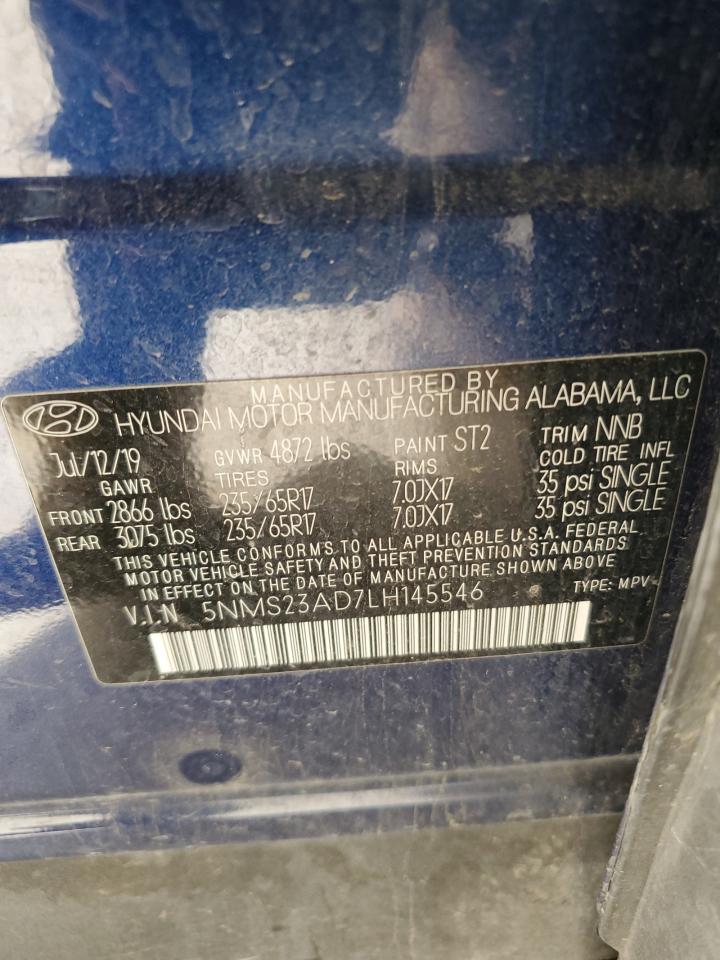 MANUFACTURED BY
HYUNDAI MOTOR MANUFACTURING ALABAMA, LLC
Jul/12/19 GVWR 4872 lbs PAINT ST2 TRIM NNB
GAWR TIRES RIMS COLD TIRE INFL
FRONT 2866 lbs 235/65R17 7.0JX17 35 psi SINGLE
REAR 3075 lbs 235/65R17 7.0JX17 35 psi SINGLE
THIS VEHICLE CONFORMS TO ALL APPLICABLE U.S.A. FEDERAL
MOTOR VEHICLE SAFETY AND THEFT PREVENTION STANDARDS
IN EFFECT ON THE DATE OF MANUFACTURE SHOWN ABOVE
V.I.N 5NMS23AD7LH145546 TYPE: MPV